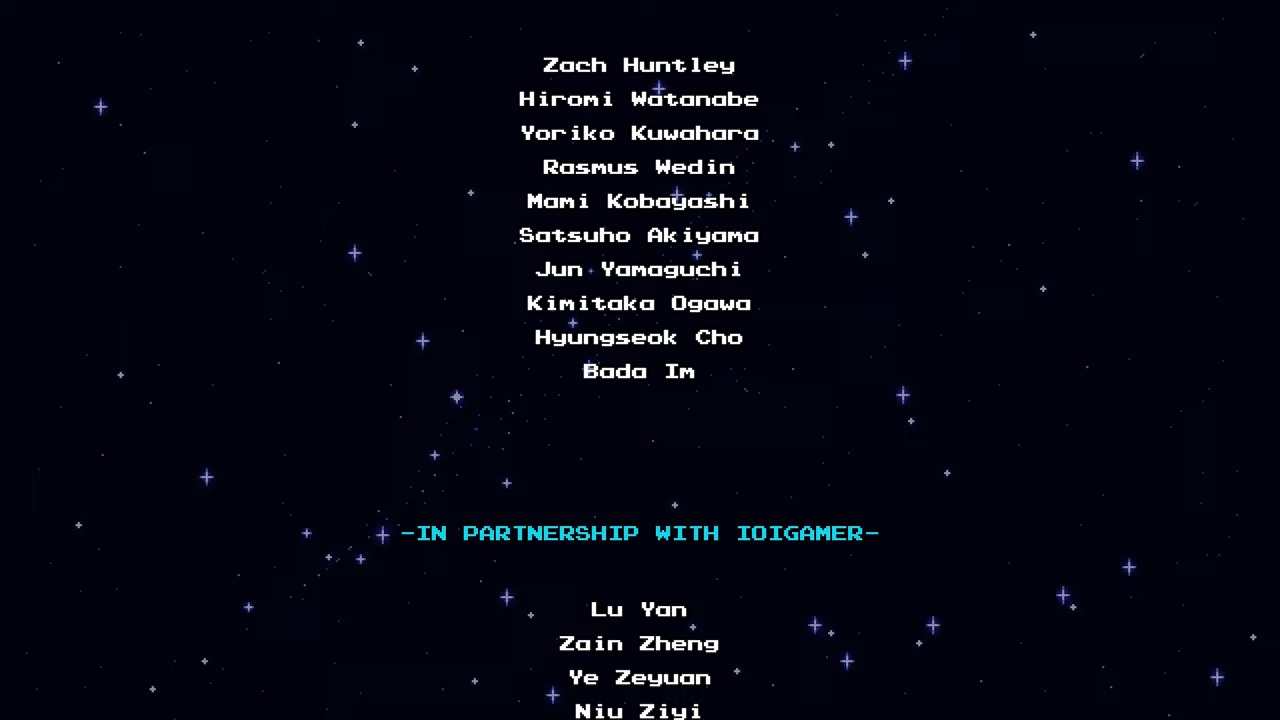 Zach Huntley
Hiromi Watanabe
Yoriko Kuwahara
Rasmus Wedin
Mami Kobayashi
Satsuho Akiyama
Jun Yamaguchi
Kimitaka Ogawa
Hyungseok Cho
Bada Im
-IN PARTNERSHIP WITH IOIGAMER-
Lu Yan
Zain Zheng
Ye Zeyuan
Niu Ziyi